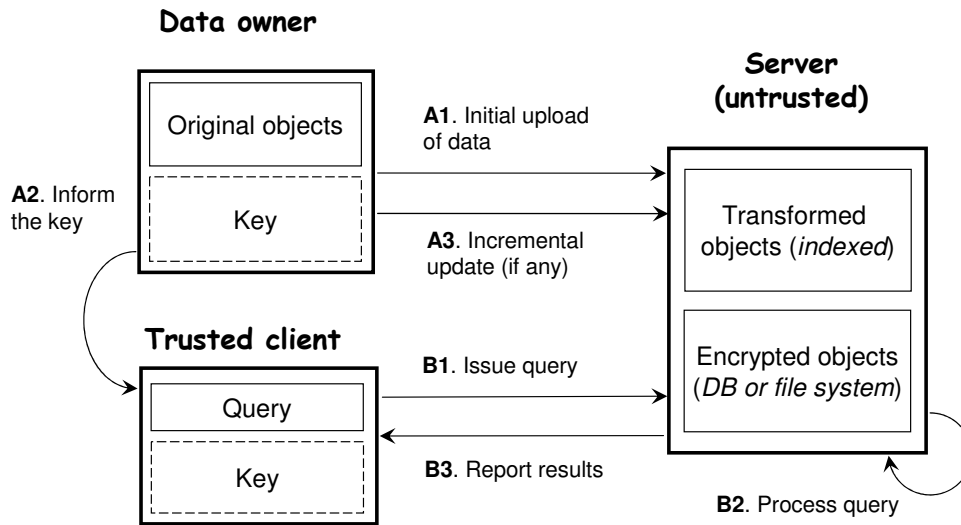 Data owner
Original objects
Key
A2. Inform
the key
A1. Initial upload
of data
A3. Incremental
update (if any)
Server
(untrusted)
Transformed
objects (indexed)
Encrypted objects
(DB or file system)
Trusted client
Query
Key
B1. Issue query
B3. Report results
B2. Process query